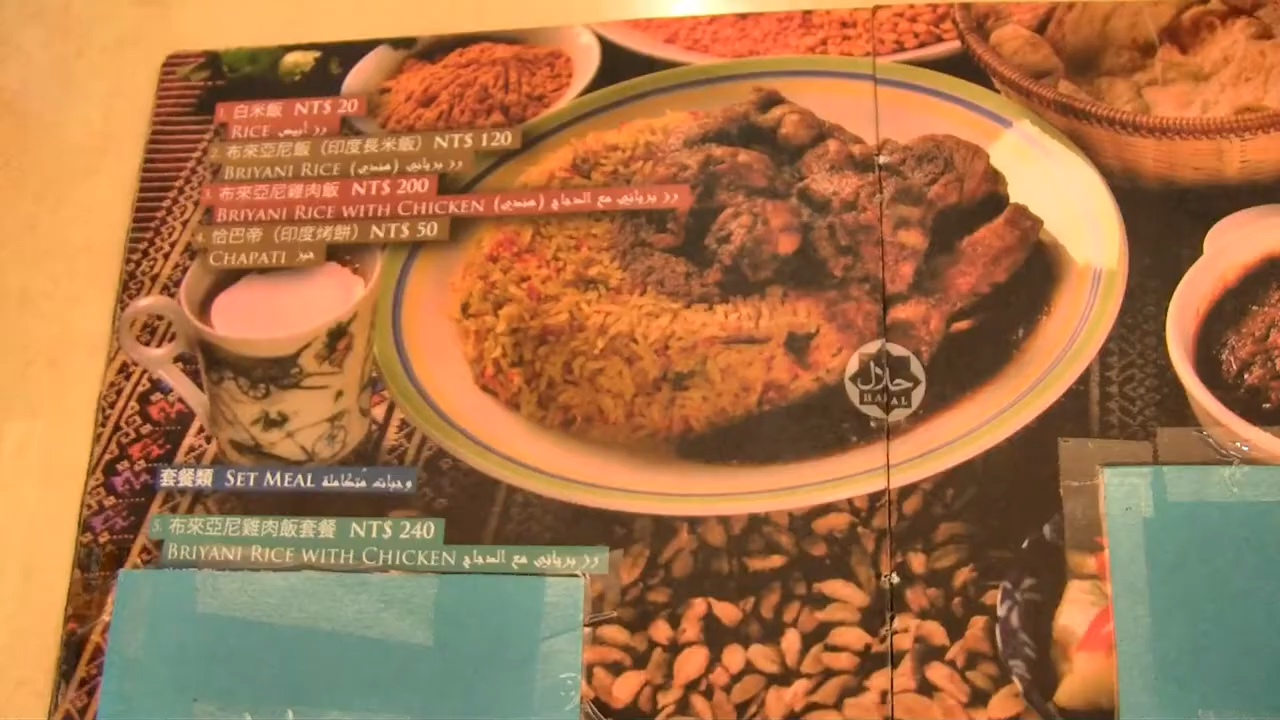 1. 白米飯 NT$ 20
RICE رز أبيض
2. 布來亞尼飯（印度長米飯）NT$ 120
BRIYANI RICE رز برياني (هندي)
3. 布來亞尼雞肉飯 NT$ 200
BRIYANI RICE WITH CHICKEN رز برياني مع الدجاج (هندي)
4. 恰巴帝（印度烤餅）NT$ 50
CHAPATI خبز
حلال
HALAL
套餐類 SET MEAL وجبات متكاملة
5. 布來亞尼雞肉飯套餐 NT$ 240
BRIYANI RICE WITH CHICKEN رز برياني مع الدجاج